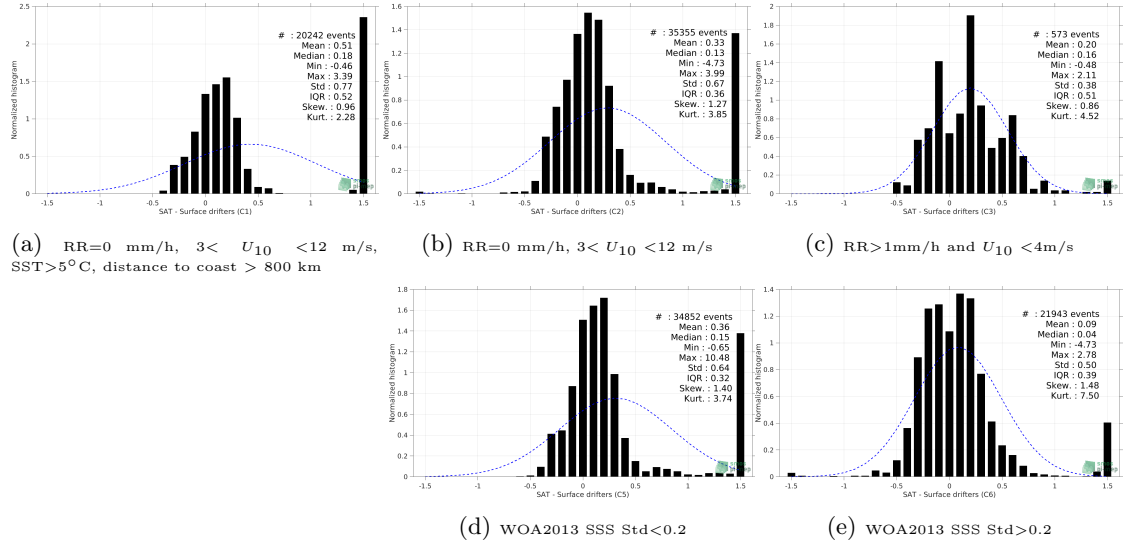 2.5
2
1.5
1
0.5
0
Normalized histogram
# : 20242 events
Mean : 0.51
Median : 0.18
Min : -0.46
Max : 3.39
Std : 0.77
IQR : 0.52
Skew. : 0.96
Kurt. : 2.28
-1.5 -1 -0.5 0 0.5 1 1.5
SAT - Surface drifters (C1)
(a) RR=0 mm/h, 3< U10 <12 m/s,
SST>5°C, distance to coast > 800 km
1.6
1.4
1.2
1
0.8
0.6
0.4
0.2
0
Normalized histogram
# : 35355 events
Mean : 0.33
Median : 0.13
Min : -4.73
Max : 3.99
Std : 0.67
IQR : 0.36
Skew. : 1.27
Kurt. : 3.85
-1.5 -1 -0.5 0 0.5 1 1.5
SAT - Surface drifters (C2)
(b) RR=0 mm/h, 3< U10 <12 m/s
2
1.8
1.6
1.4
1.2
1
0.8
0.6
0.4
0.2
0
Normalized histogram
# : 573 events
Mean : 0.20
Median : 0.16
Min : -0.48
Max : 2.11
Std : 0.38
IQR : 0.51
Skew. : 0.86
Kurt. : 4.52
-1.5 -1 -0.5 0 0.5 1 1.5
SAT - Surface drifters (C3)
(c) RR>1mm/h and U10 <4m/s
1.8
1.6
1.4
1.2
1
0.8
0.6
0.4
0.2
0
Normalized histogram
# : 34852 events
Mean : 0.36
Median : 0.15
Min : -0.65
Max : 10.48
Std : 0.64
IQR : 0.32
Skew. : 1.40
Kurt. : 3.74
-1.5 -1 -0.5 0 0.5 1 1.5
SAT - Surface drifters (C5)
(d) WOA2013 SSS Std<0.2
1.4
1.2
1
0.8
0.6
0.4
0.2
0
Normalized histogram
# : 21943 events
Mean : 0.09
Median : 0.04
Min : -4.73
Max : 2.78
Std : 0.50
IQR : 0.39
Skew. : 1.48
Kurt. : 7.50
-1.5 -1 -0.5 0 0.5 1 1.5
SAT - Surface drifters (C6)
(e) WOA2013 SSS Std>0.2